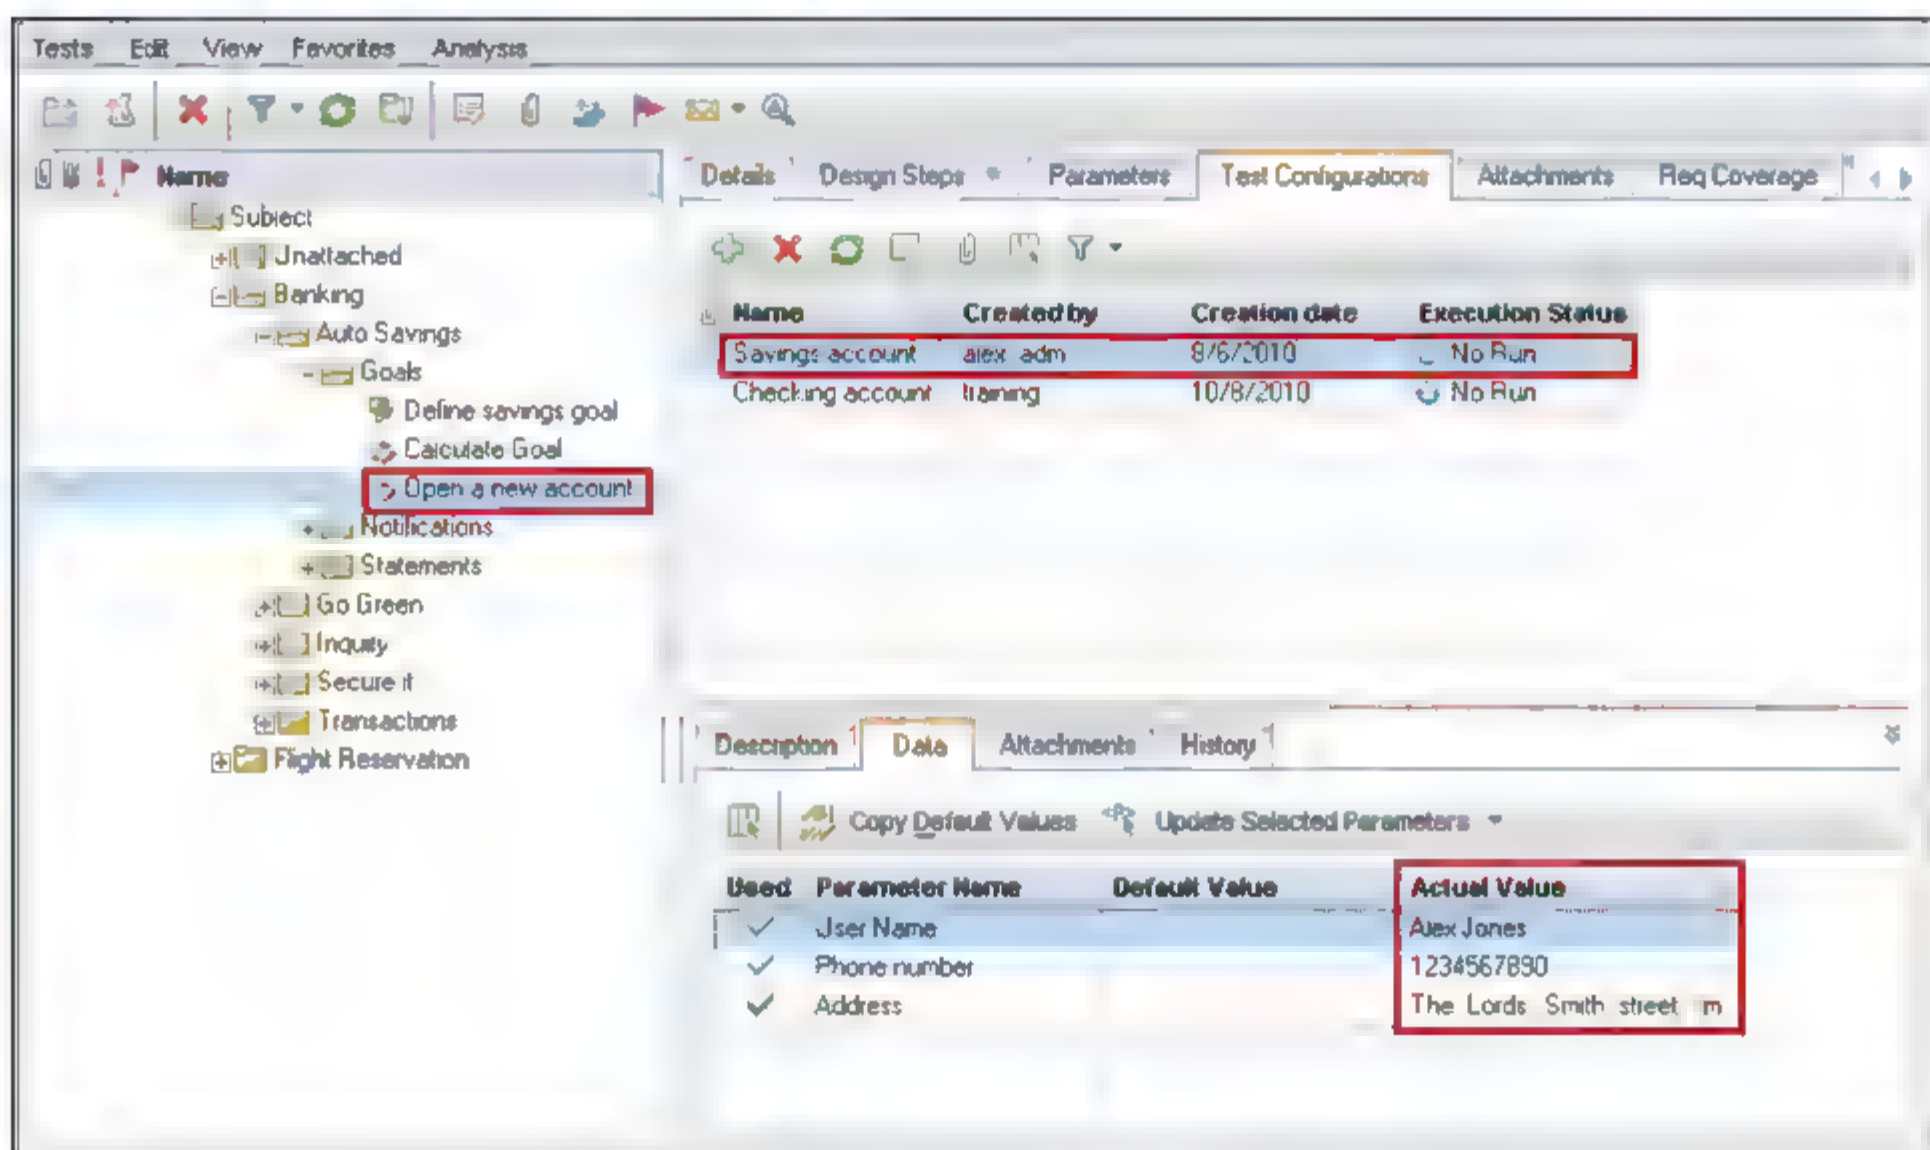 Tests Edit View Favorites Analysis
Name
Subject
Unattached
Banking
Auto Savings
Goals
Define savings goal
Calculate Goal
Open a new account
Notifications
Statements
Go Green
Inquiry
Secure it
Transactions
Flight Reservation
Details Design Steps Parameters Test Configurations Attachments Req Coverage
Name Created by Creation date Execution Status
Savings account alex_adm 8/6/2010 No Run
Checking account training 10/8/2010 No Run
Description Data Attachments History
Copy Default Values Update Selected Parameters
Used Parameter Name Default Value Actual Value
User Name Alex Jones
Phone number 1234567890
Address The Lords Smith street